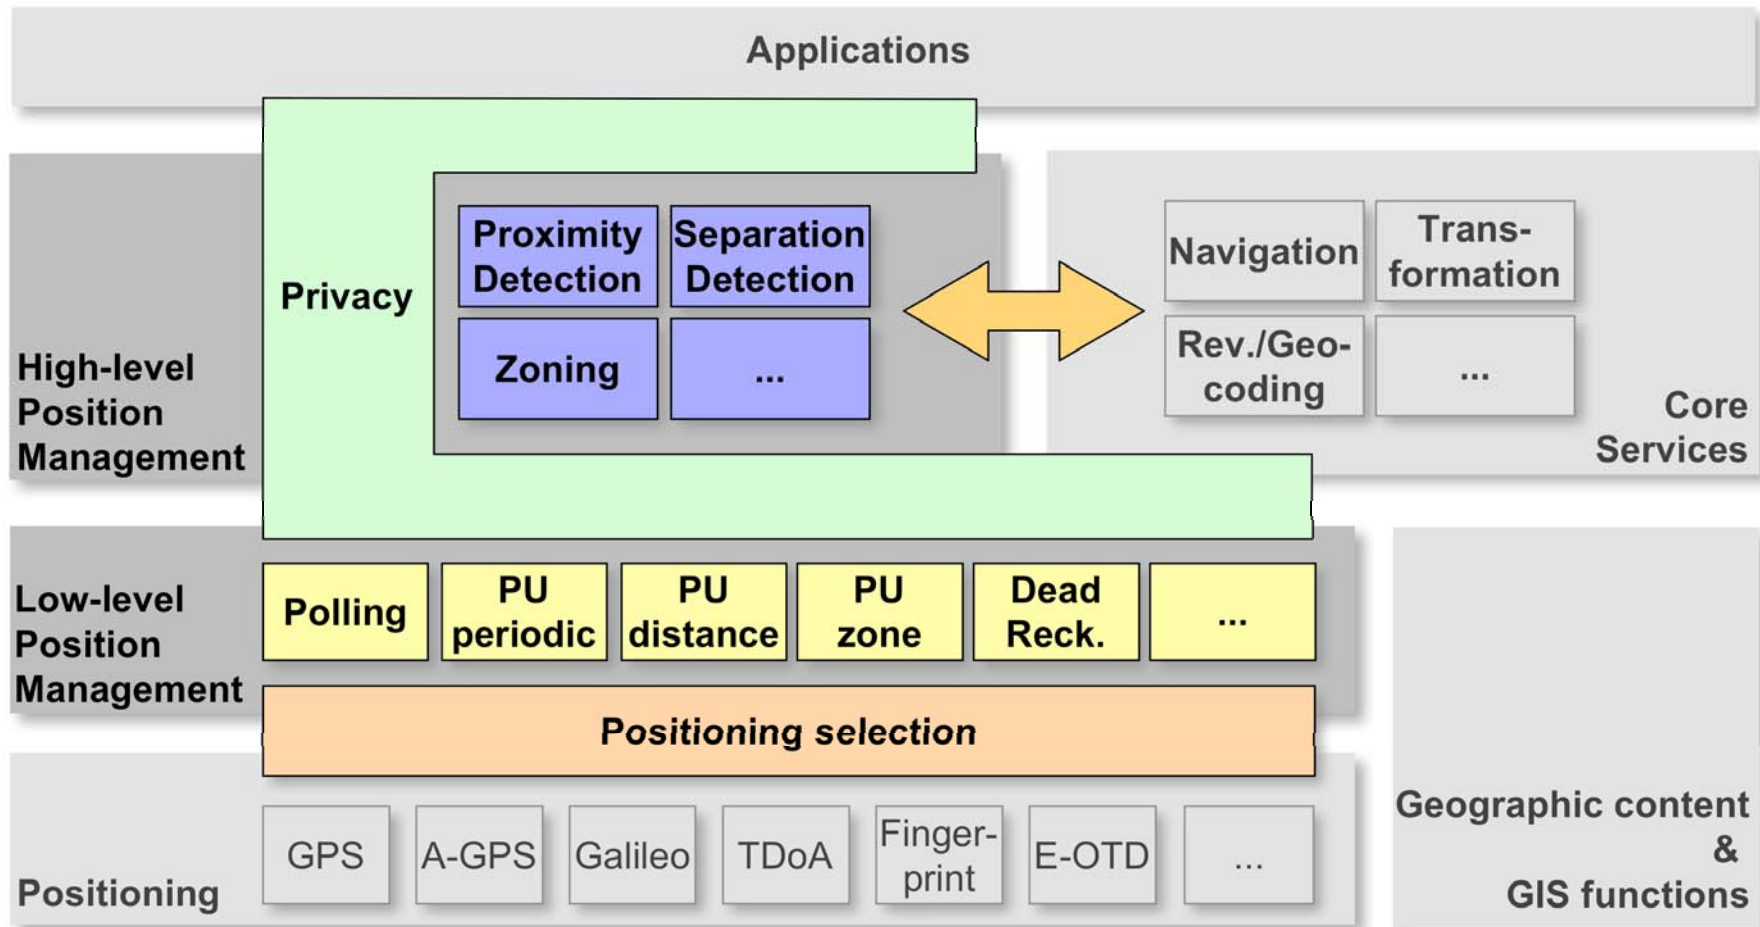 Applications
Privacy
Proximity
Detection
Separation
Detection
Zoning
...
High-level
Position
Management
Navigation
Trans-
formation
Rev./Geo-
coding
...
Core
Services
Low-level
Position
Management
Polling
PU
periodic
PU
distance
PU
zone
Dead
Reck.
...
Positioning selection
Positioning
GPS
A-GPS
Galileo
TDoA
Finger-
print
E-OTD
...
Geographic content
&
GIS functions